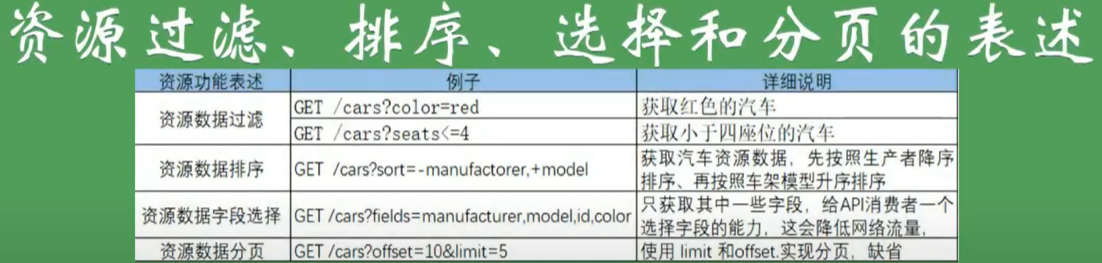 资源过滤、排序、选择和分页的表述
资源功能表述 例子 详细说明
资源数据过滤 GET /cars?color=red 获取红色的汽车
GET /cars?seats<=4 获取小于四座位的汽车
资源数据排序 GET /cars?sort=-manufactorer,+model 获取汽车资源数据，先按照生产者降序
排序、再按照车架模型升序排序
资源数据字段选择 GET /cars?fields=manufacturer,model,id,color 只获取其中一些字段，给API消费者一个
选择字段的能力，这会降低网络流量，
资源数据分页 GET /cars?offset=10&limit=5 使用 limit 和offset.实现分页，缺省